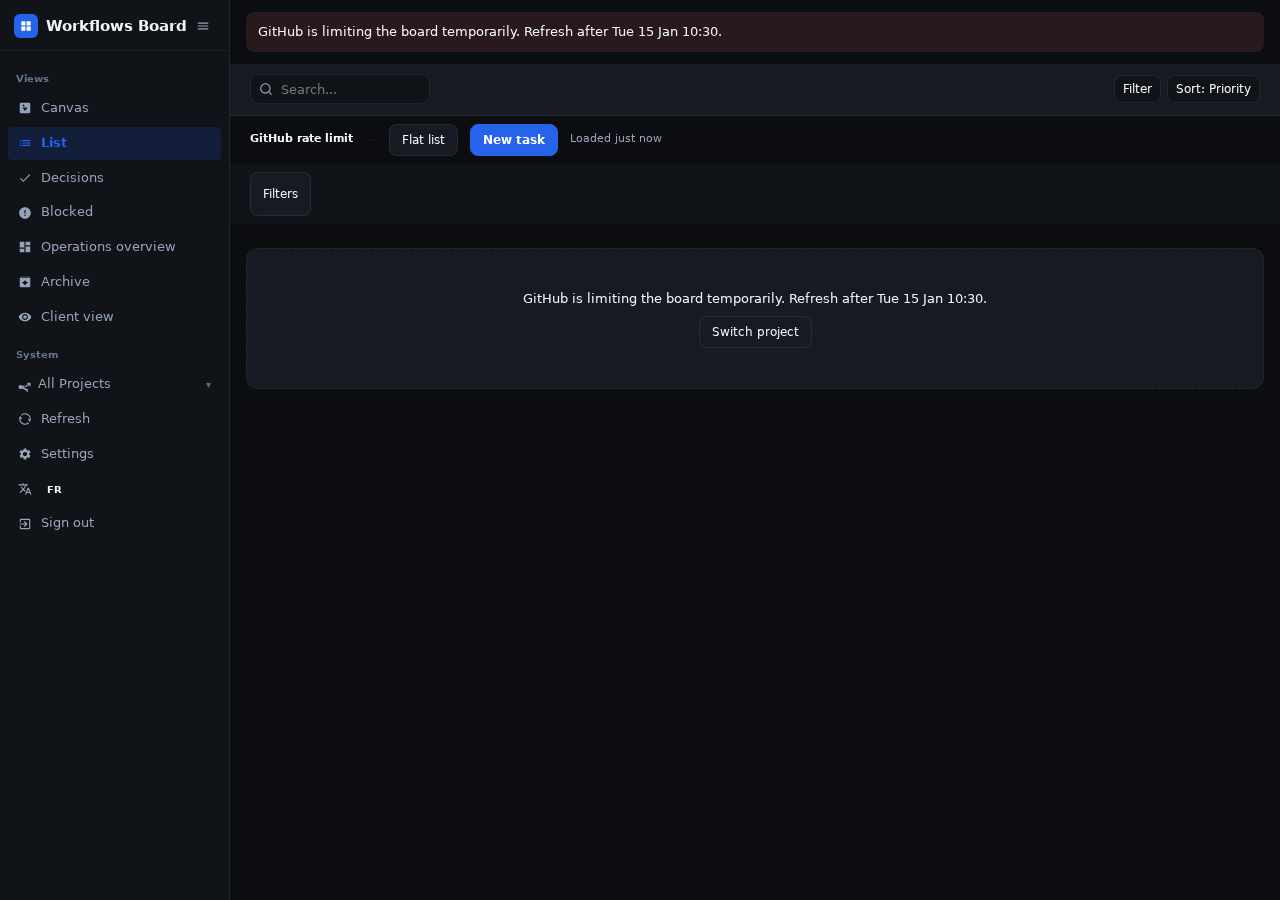 Workflows Board
Views
Canvas
List
Decisions
Blocked
Operations overview
Archive
Client view
System
All Projects
Refresh
Settings
FR
Sign out
GitHub is limiting the board temporarily. Refresh after Tue 15 Jan 10:30.
Search...
Filter
Sort: Priority
GitHub rate limit
Flat list
New task
Loaded just now
Filters
GitHub is limiting the board temporarily. Refresh after Tue 15 Jan 10:30.
Switch project